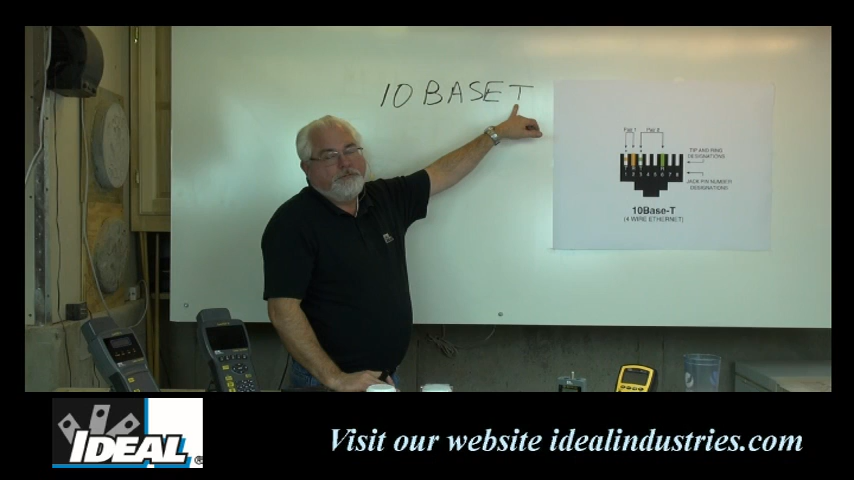 10 BASE T
Pair 1 Pair 2
TIP AND RING
DESIGNATIONS
1 2 3 4 5 6 7 8
JACK PIN NUMBER
DESIGNATIONS
10Base-T
(4 WIRE ETHERNET)
IDEAL®
Visit our website idealindustries.com